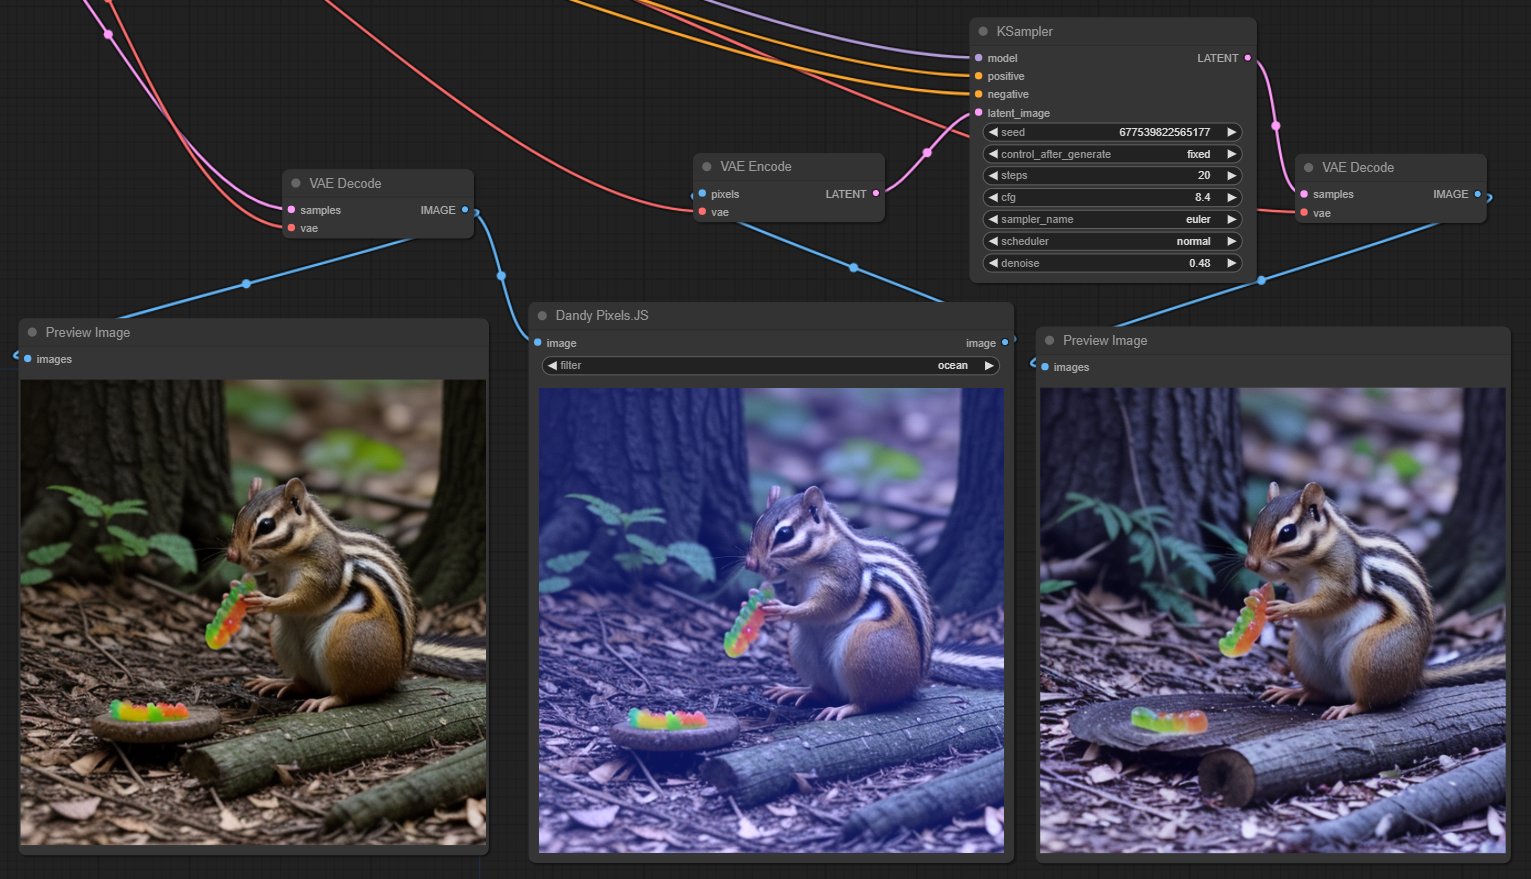 KSampler
model LATENT
positive
negative
latent_image
seed 677539822565177
control_after_generate fixed
steps 20
cfg 8.4
sampler_name euler
scheduler normal
denoise 0.48
VAE Encode
pixels LATENT
vae
VAE Decode
samples IMAGE
vae
VAE Decode
samples IMAGE
vae
Preview Image
images
Dandy Pixels.JS
image image
filter ocean
Preview Image
images